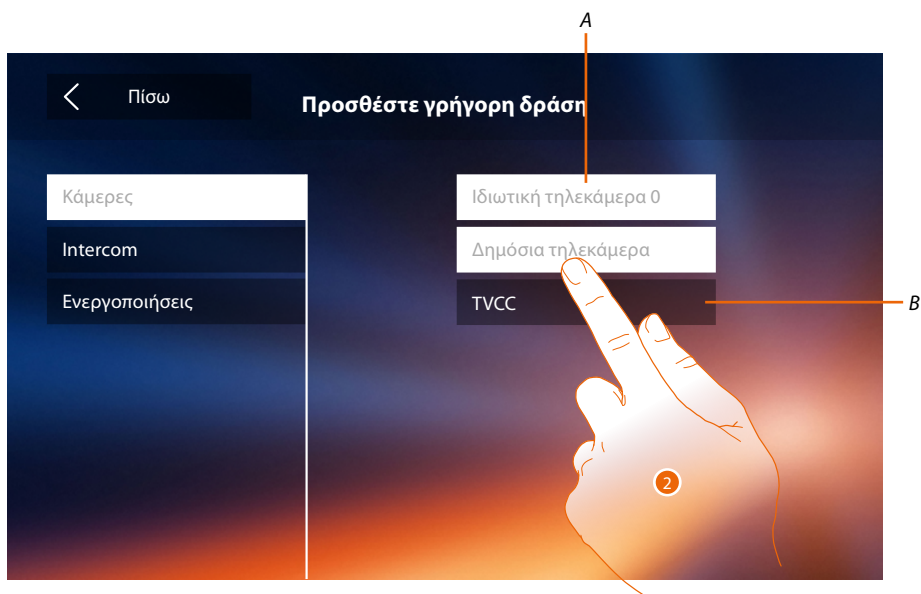 A
Πίσω
Προσθέστε γρήγορη δράση
Κάμερες
Ιδιωτική τηλεκάμερα 0
Intercom
Δημόσια τηλεκάμερα
Ενεργοποιήσεις
TVCC
B
2